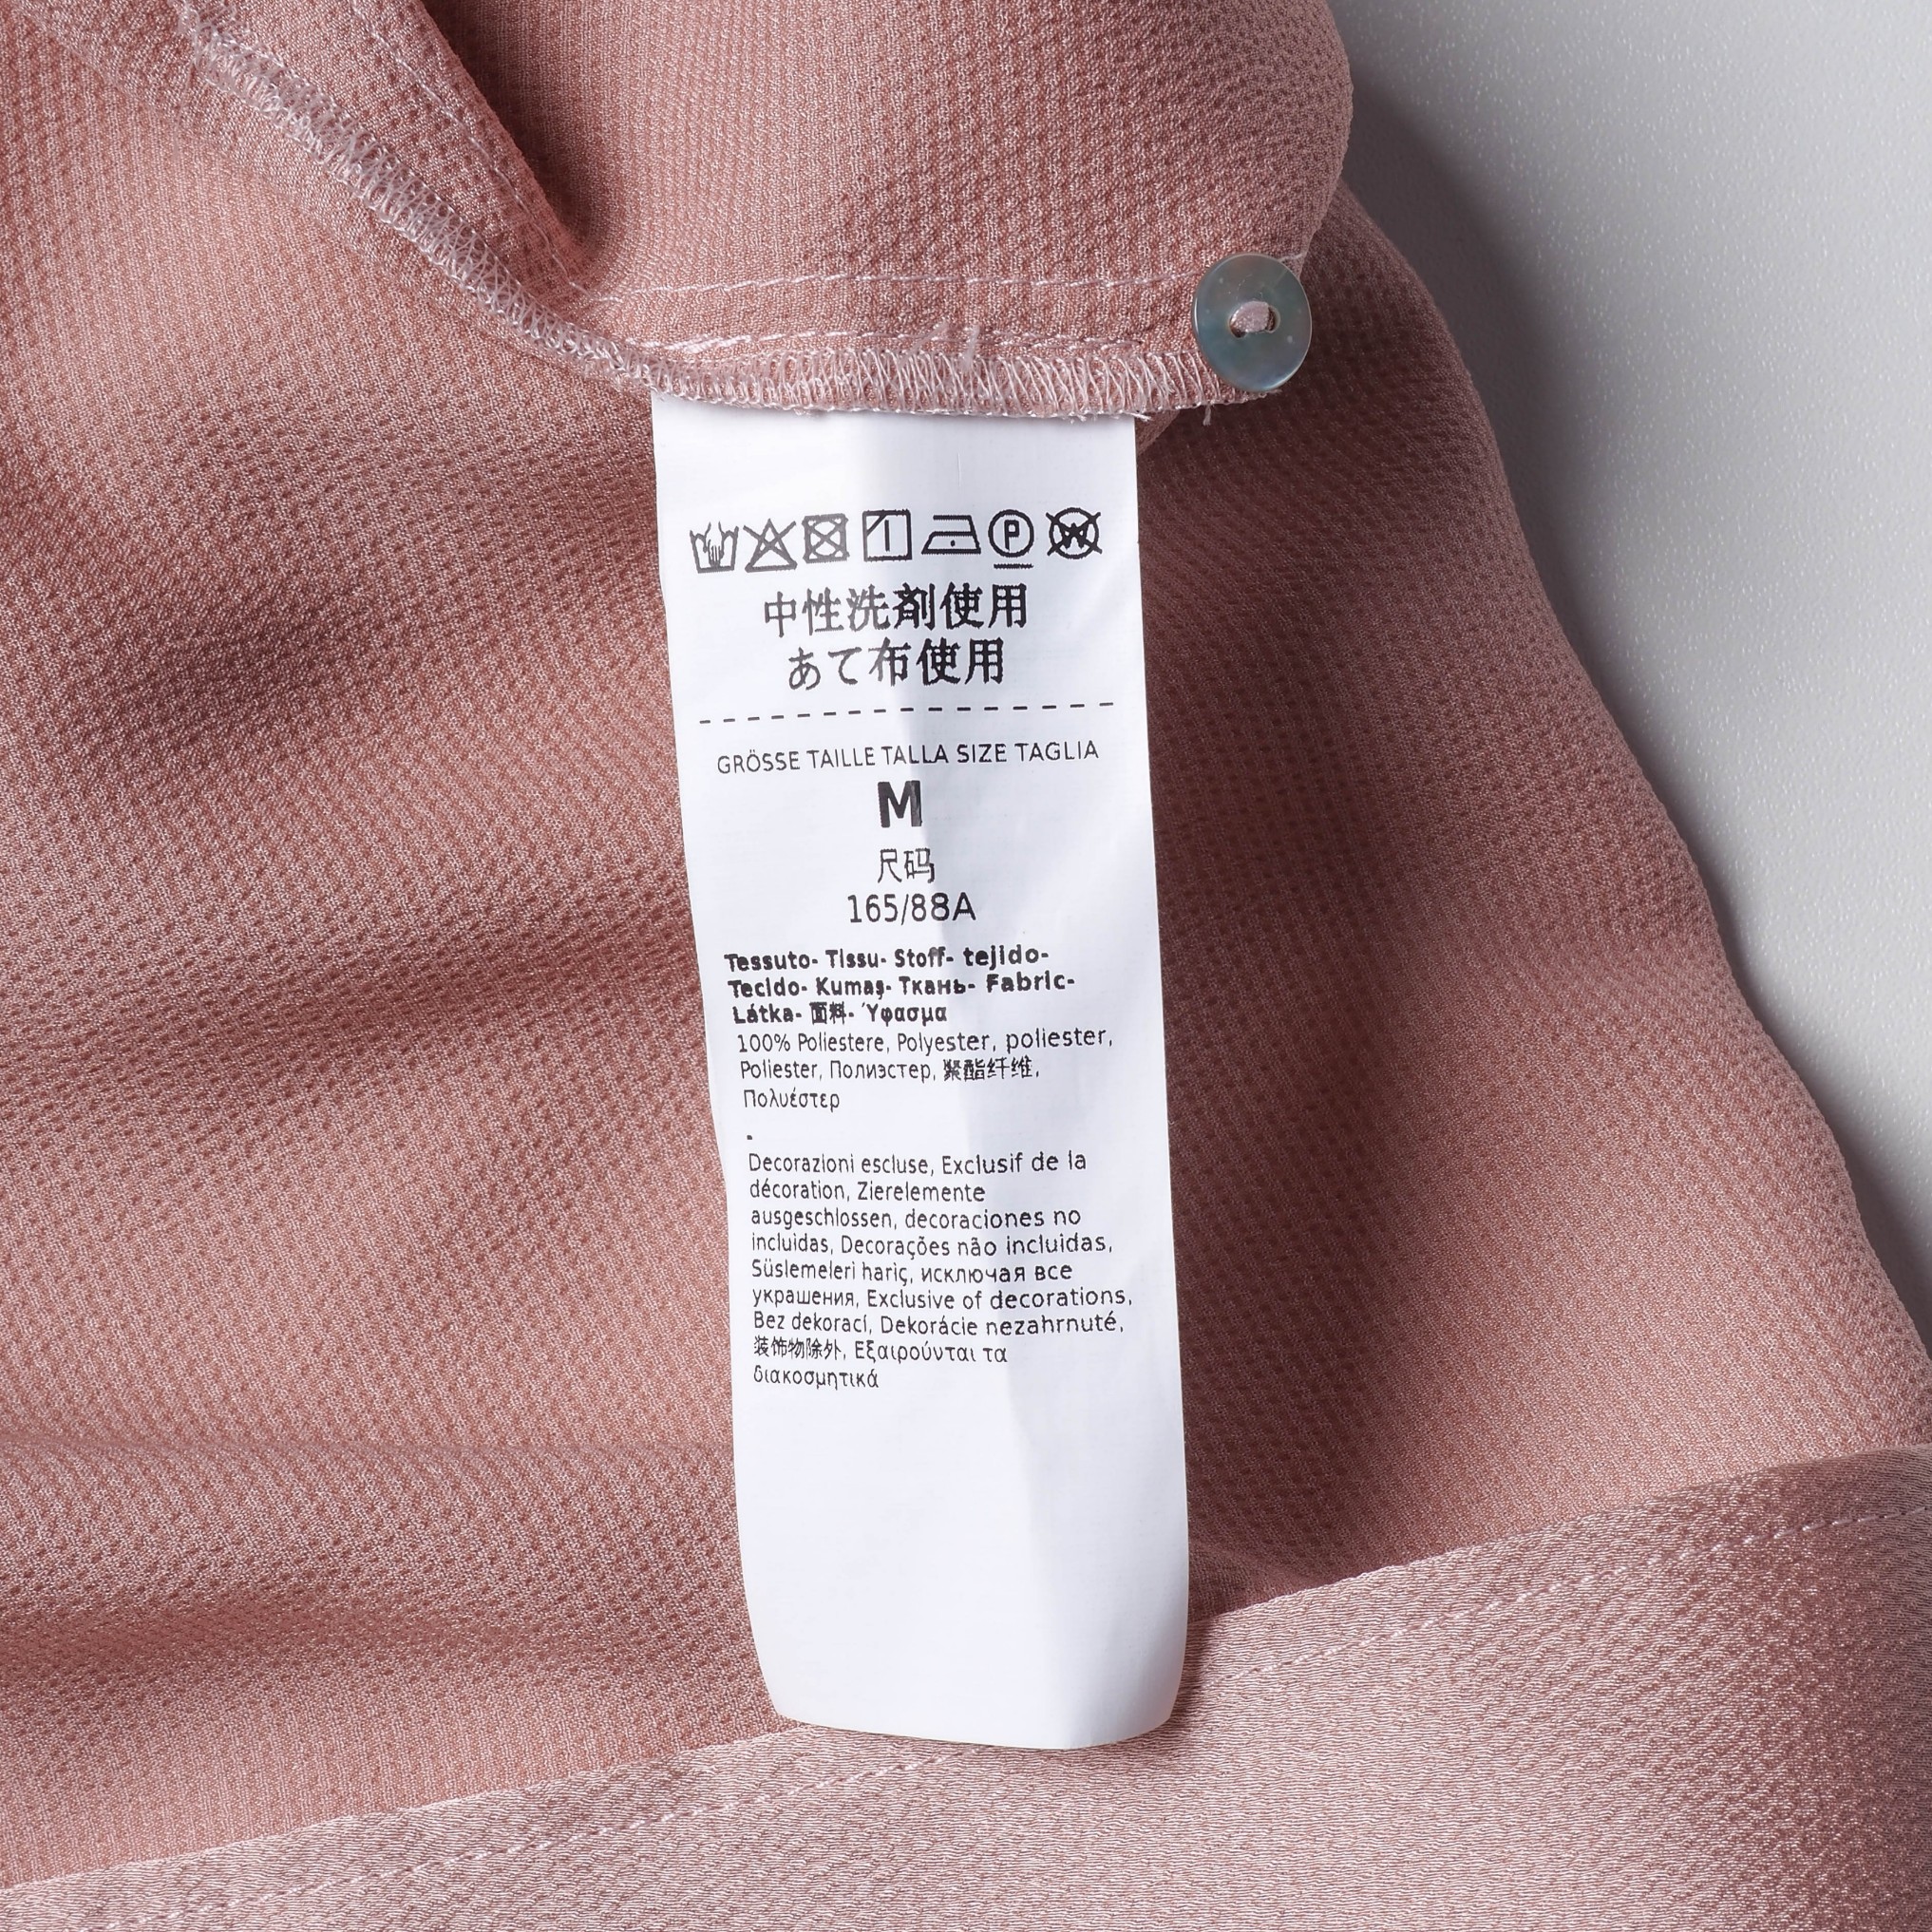 中性洗剤使用
あて布使用
GRÖSSE TAILLE TALLA SIZE TAGLIA
M
尺码
165/88A
Tessuto- Tissu- Stoff- tejido-
Tecido- Kumaş- Ткань- Fabric-
Látka- 面料- Ύφασμα
100% Poliestere, Polyester, poliester,
Poliester, Полиэстер, 聚酯纤维,
Πολυέστερ
.
Decorazioni escluse, Exclusif de la
décoration, Zierelemente
ausgeschlossen, decoraciones no
incluidas, Decorações não incluidas,
Süslemeleri hariç, исключая все
украшения, Exclusive of decorations,
Bez dekorací, Dekorácie nezahrnuté,
装饰物除外, Εξαιρούνται τα
διακοσμητικά